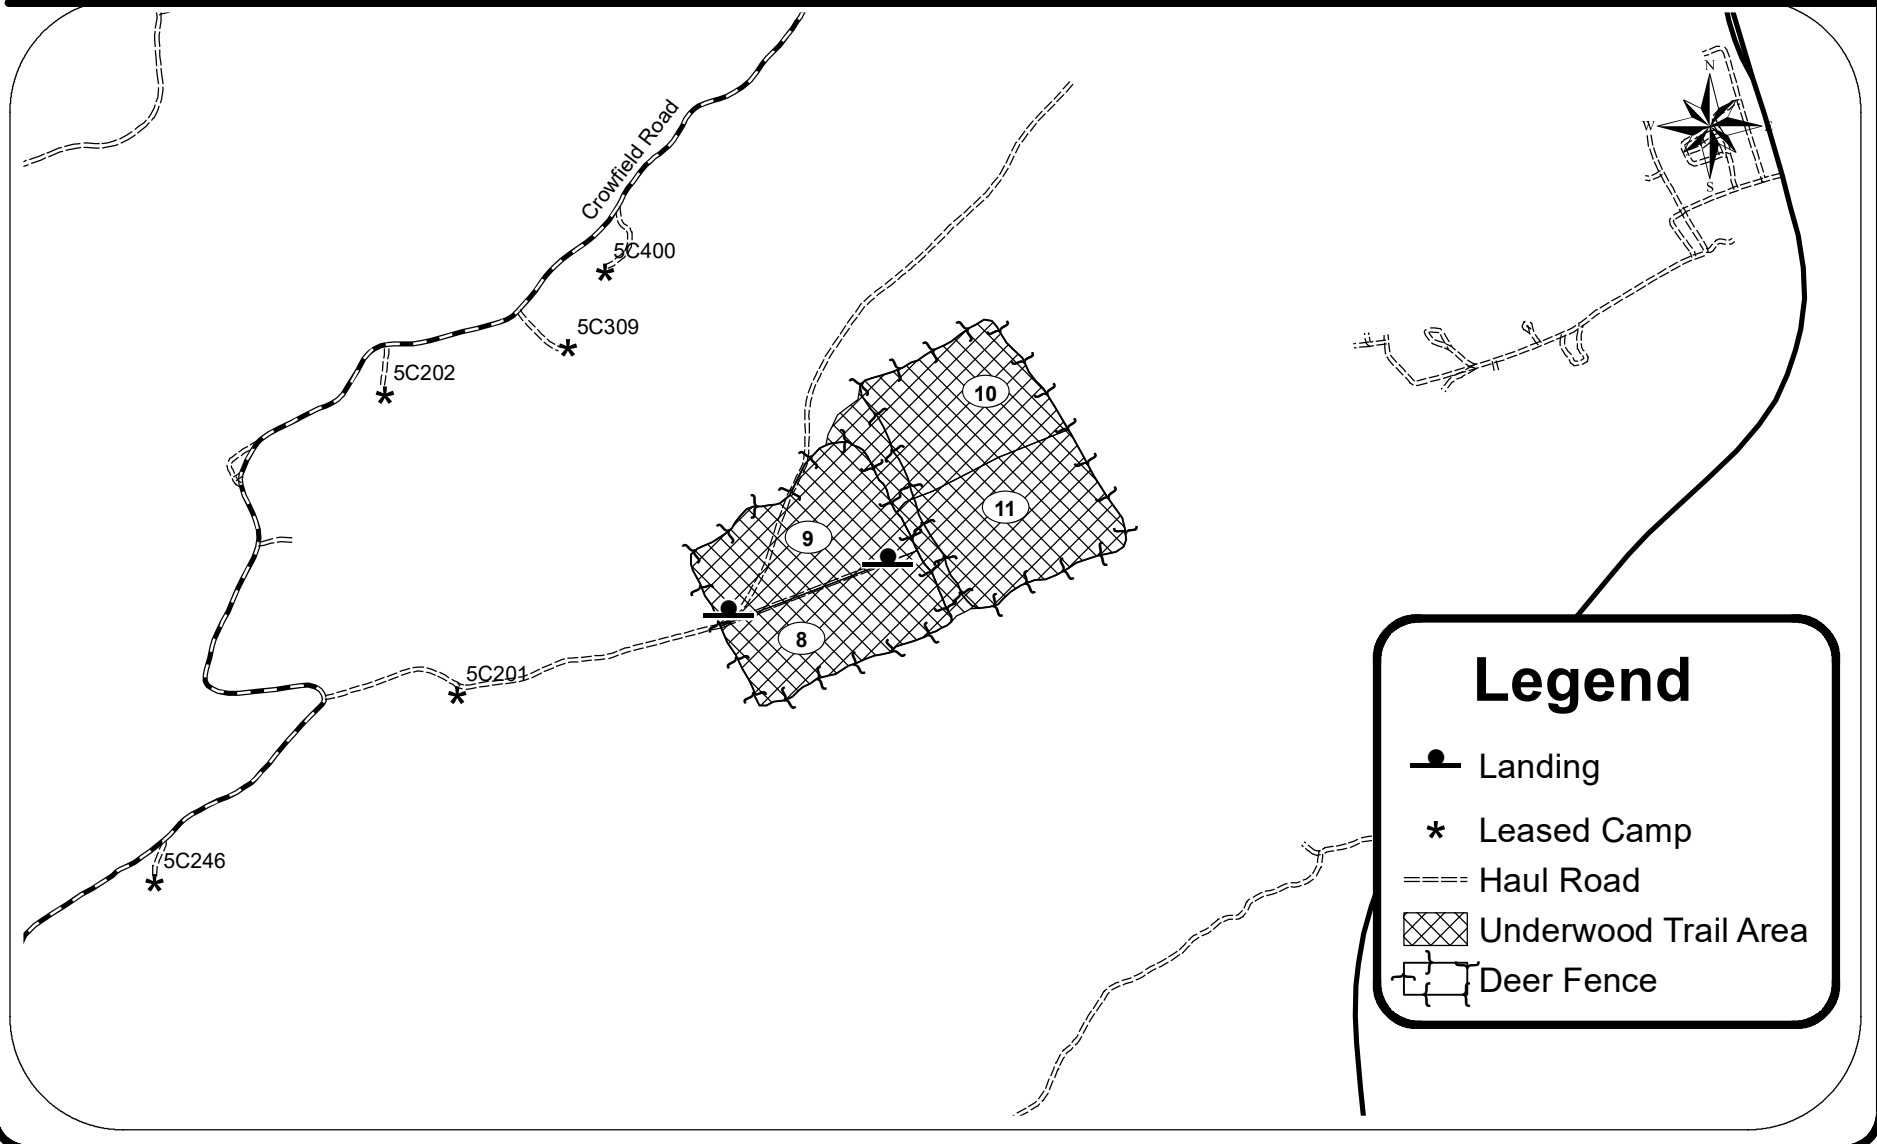 N
W
E
S
Crowfield Road
5C400
5C309
5C202
10
11
9
8
5C201
5C246
Legend
Landing
Leased Camp
Haul Road
Underwood Trail Area
Deer Fence